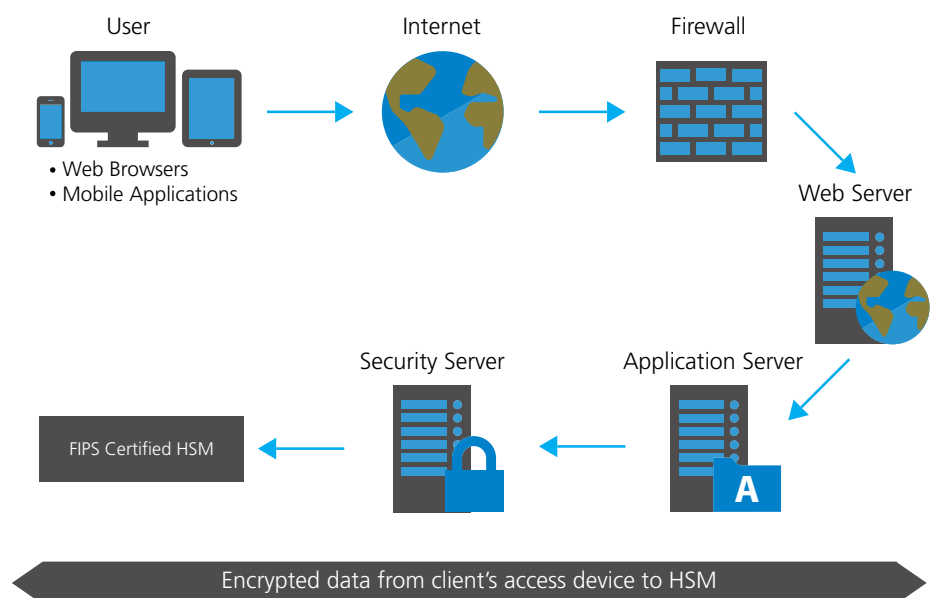 User
Internet
Firewall
• Web Browsers
• Mobile Applications
Web Server
Security Server
Application Server
FIPS Certified HSM
A
Encrypted data from client’s access device to HSM